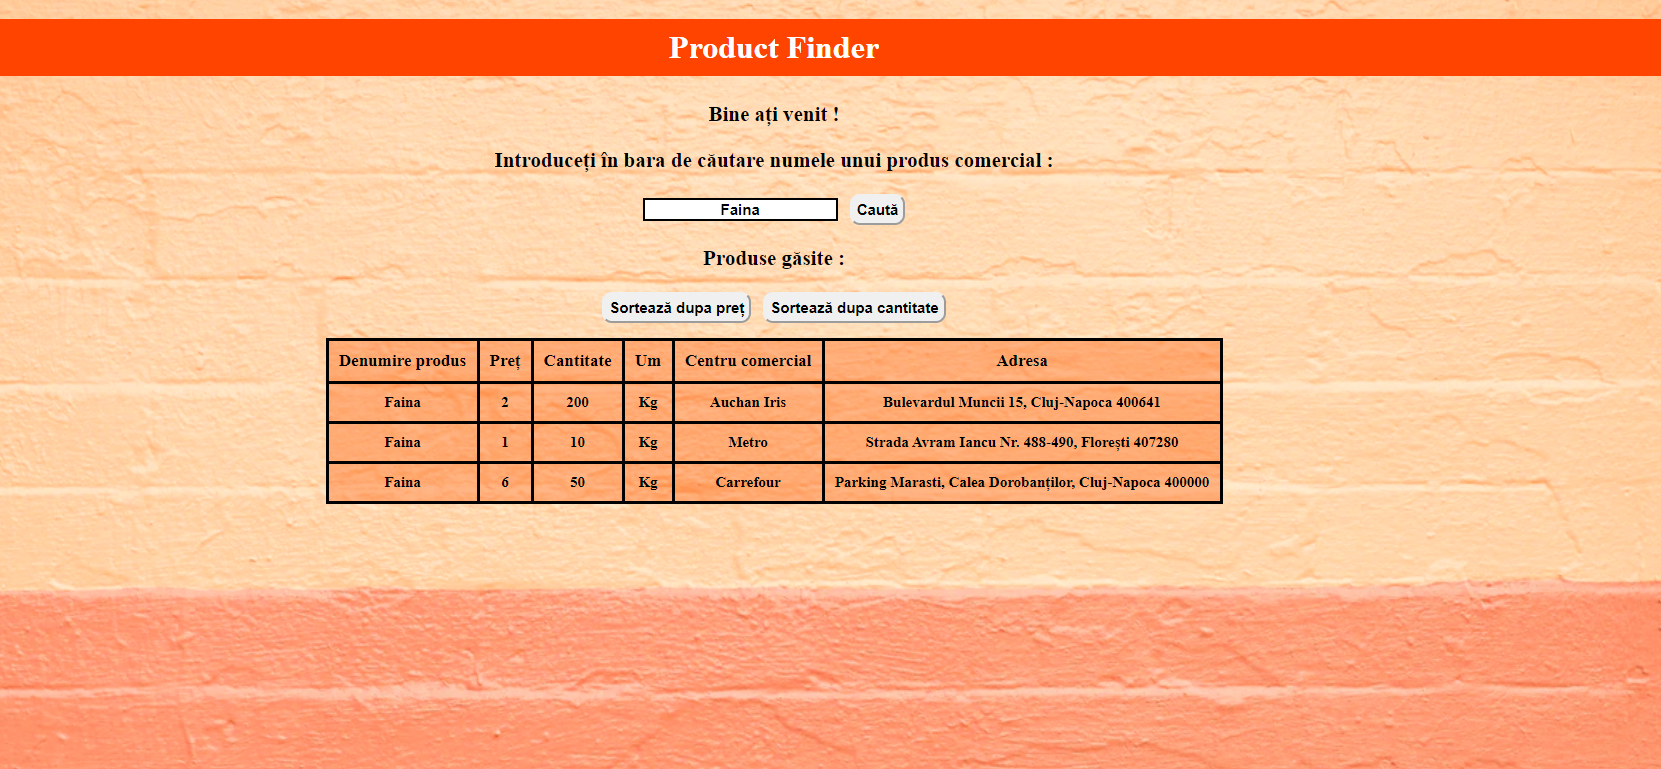 Product Finder
Bine ați venit !
Introduceți în bara de căutare numele unui produs comercial :
Faina Caută
Produse găsite :
Sortează dupa preț Sortează dupa cantitate
Denumire produs Preț Cantitate Um Centru comercial Adresa
Faina 2 200 Kg Auchan Iris Bulevardul Muncii 15, Cluj-Napoca 400641
Faina 1 10 Kg Metro Strada Avram Iancu Nr. 488-490, Florești 407280
Faina 6 50 Kg Carrefour Parking Marasti, Calea Dorobanților, Cluj-Napoca 400000